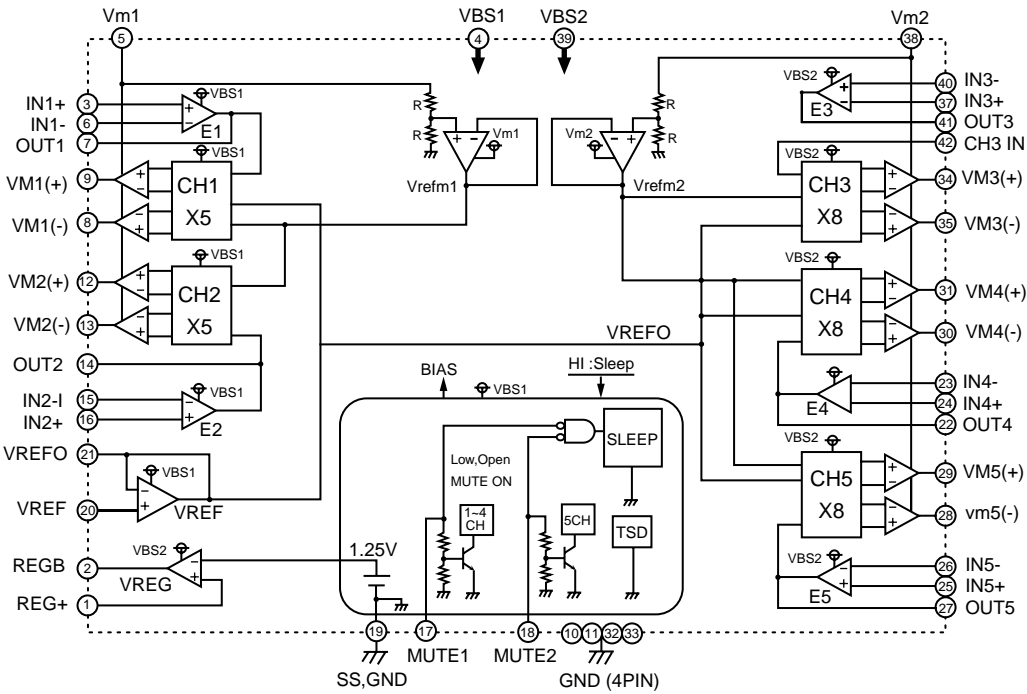 Vm1 VBS1 VBS2 Vm2
5 4 39 38
IN1+ 3
IN1- 6
OUT1 7
+ - VBS1
E1
VM1(+) 9
VM1(-) 8
VBS1
CH1
X5
VM2(+) 12
VM2(-) 13
VBS1
CH2
X5
OUT2 14
IN2-I 15
IN2+ 16
- + VBS1
E2
VREFO 21
- + VBS1
VREF 20
VREF
REGB 2
VBS2
VREG
- +
REG+ 1
R
R
+ - Vm1
Vrefm1
Vm2 - +
R
R
Vrefm2
VREFO
BIAS
VBS1
HI :Sleep
SLEEP
Low,Open
MUTE ON
1~4
CH
5CH
TSD
1.25V
19
SS,GND
17
MUTE1
18
MUTE2
10 11 32 33
GND (4PIN)
VBS2
+ -
E3
40 IN3-
37 IN3+
41 OUT3
42 CH3 IN
VBS2
CH3
X8
34 VM3(+)
35 VM3(-)
VBS2
CH4
X8
31 VM4(+)
30 VM4(-)
E4
23 IN4-
24 IN4+
22 OUT4
VBS2
CH5
X8
29 VM5(+)
28 vm5(-)
VBS2
- +
E5
26 IN5-
25 IN5+
27 OUT5